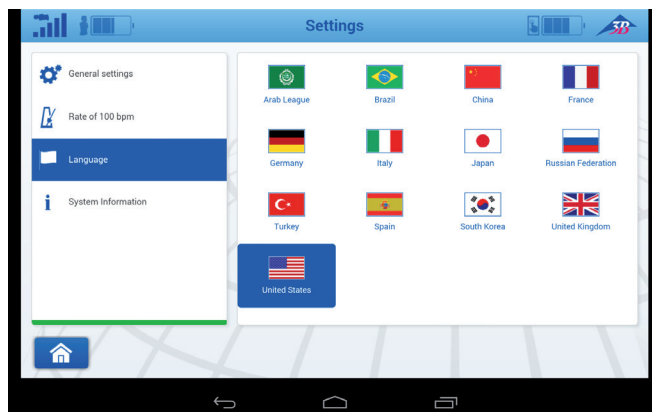 Settings
3B
General settings
Rate of 100 bpm
Language
System Information
Arab League
Brazil
China
France
Germany
Italy
Japan
Russian Federation
Turkey
Spain
South Korea
United Kingdom
United States